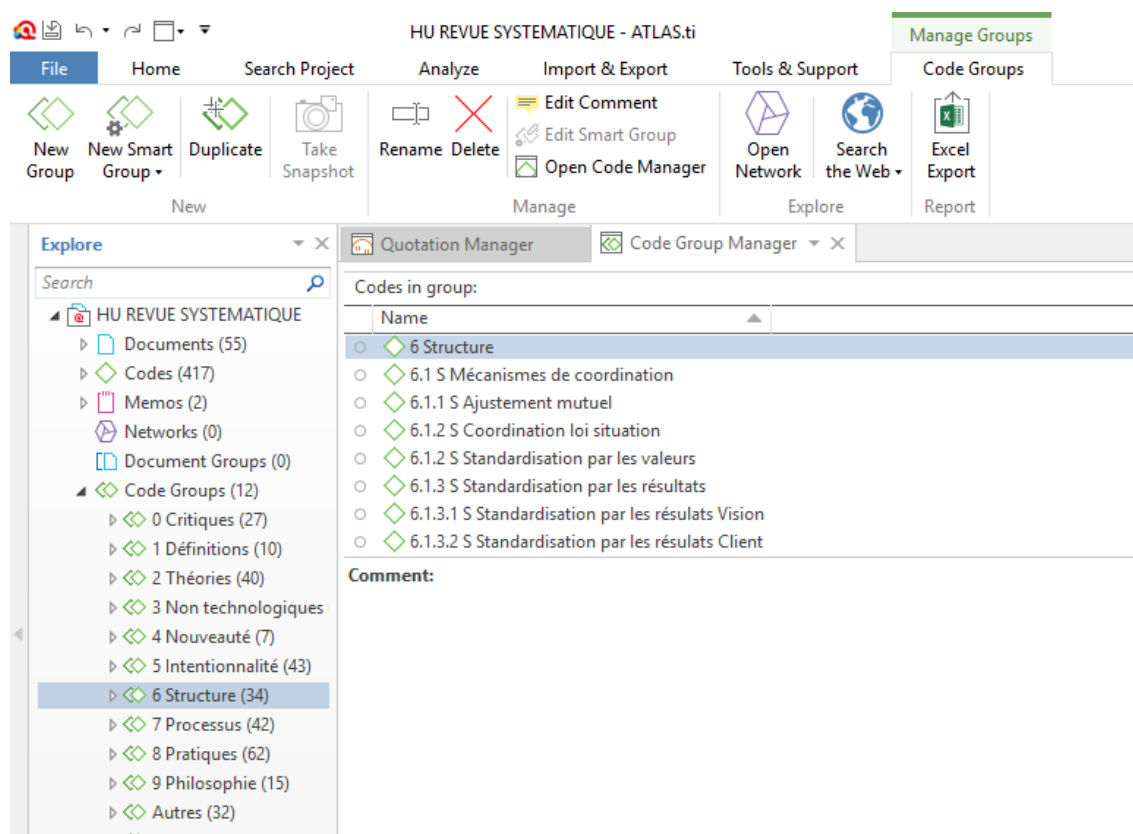 HU REVUE SYSTEMATIQUE - ATLAS.ti
Manage Groups
File Home Search Project Analyze Import & Export Tools & Support Code Groups
New Group
New Smart Group
Duplicate
Take Snapshot
New
Rename
Delete
Edit Comment
Edit Smart Group
Open Code Manager
Manage
Open Network
Search the Web
Explore
Excel Export
Report
Explore
Search
HU REVUE SYSTEMATIQUE
Documents (55)
Codes (417)
Memos (2)
Networks (0)
Document Groups (0)
Code Groups (12)
0 Critiques (27)
1 Définitions (10)
2 Théories (40)
3 Non technologiques
4 Nouveauté (7)
5 Intentionnalité (43)
6 Structure (34)
7 Processus (42)
8 Pratiques (62)
9 Philosophie (15)
Autres (32)
Quotation Manager
Code Group Manager
Codes in group:
Name
6 Structure
6.1 S Mécanismes de coordination
6.1.1 S Ajustement mutuel
6.1.2 S Coordination loi situation
6.1.2 S Standardisation par les valeurs
6.1.3 S Standardisation par les résultats
6.1.3.1 S Standardisation par les résulats Vision
6.1.3.2 S Standardisation par les résulats Client
Comment: